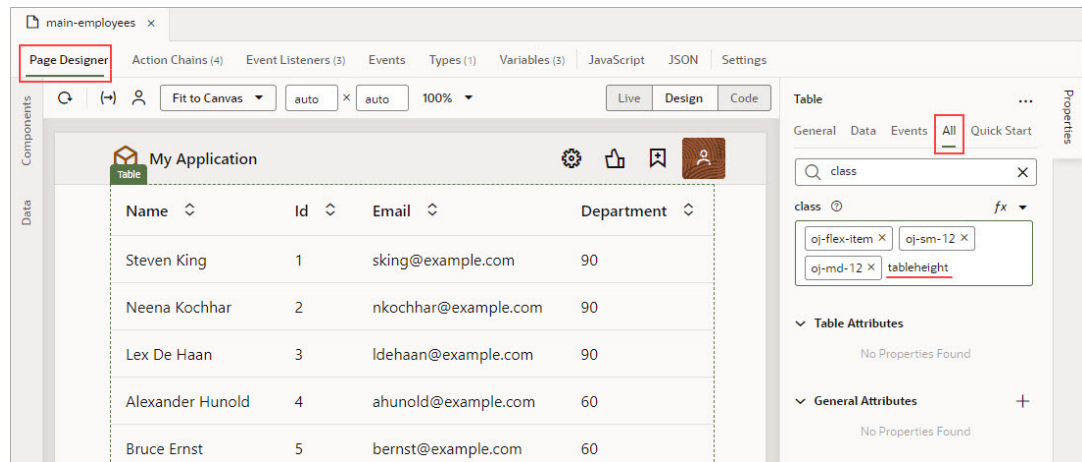 main-employees ×
Page Designer Action Chains (4) Event Listeners (3) Events Types (1) Variables (3) JavaScript JSON Settings
Components
Data
Fit to Canvas auto × auto 100% Live Design Code
My Application
Table
Name Id Email Department
Steven King 1 sking@example.com 90
Neena Kochhar 2 nkochhar@example.com 90
Lex De Haan 3 ldehaan@example.com 90
Alexander Hunold 4 ahunold@example.com 60
Bruce Ernst 5 bernst@example.com 60
Table ...
General Data Events All Quick Start
class
class fx
oj-flex-item × oj-sm-12 ×
oj-md-12 × tableheight
Table Attributes
No Properties Found
General Attributes
No Properties Found
Properties